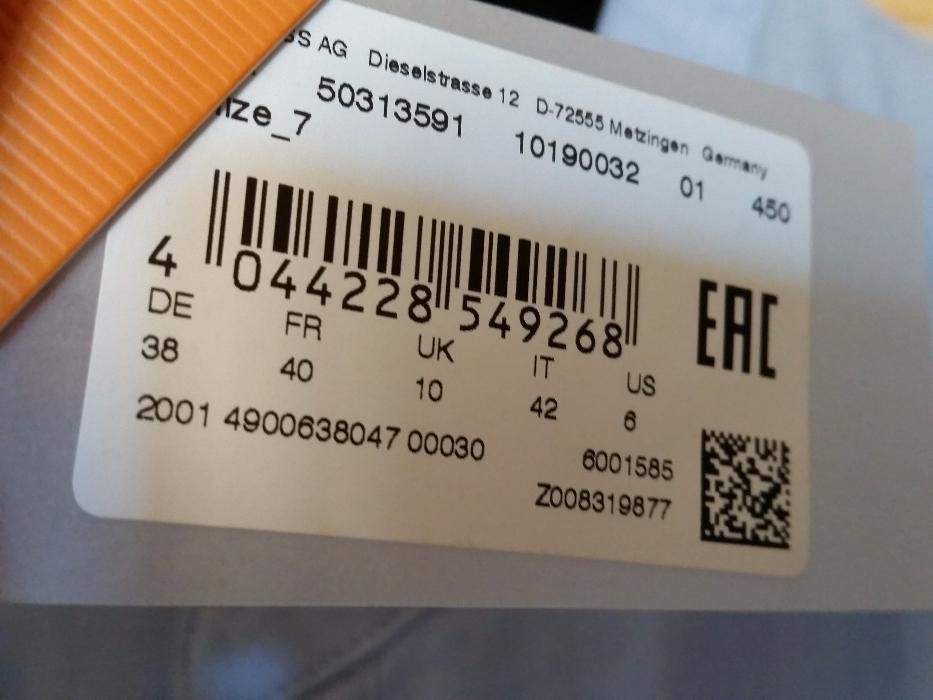 SS AG Dieselstrasse 12 D-72555 Metzingen Germany
50313591 10190032 01 450
ize_7
4 044228 549268
EAC
DE FR UK IT US
38 40 10 42 6
2001 4900638047 00030 6001585
Z008319877